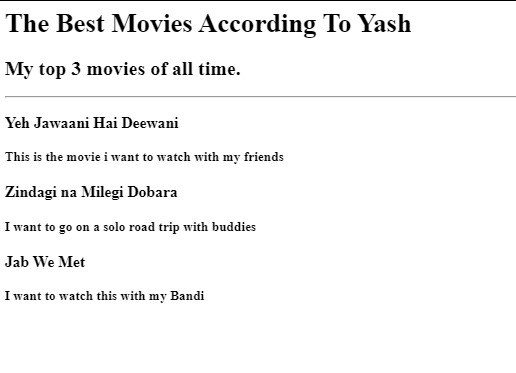 The Best Movies According To Yash
My top 3 movies of all time.
Yeh Jawaani Hai Deewani
This is the movie i want to watch with my friends
Zindagi na Milegi Dobara
I want to go on a solo road trip with buddies
Jab We Met
I want to watch this with my Bandi